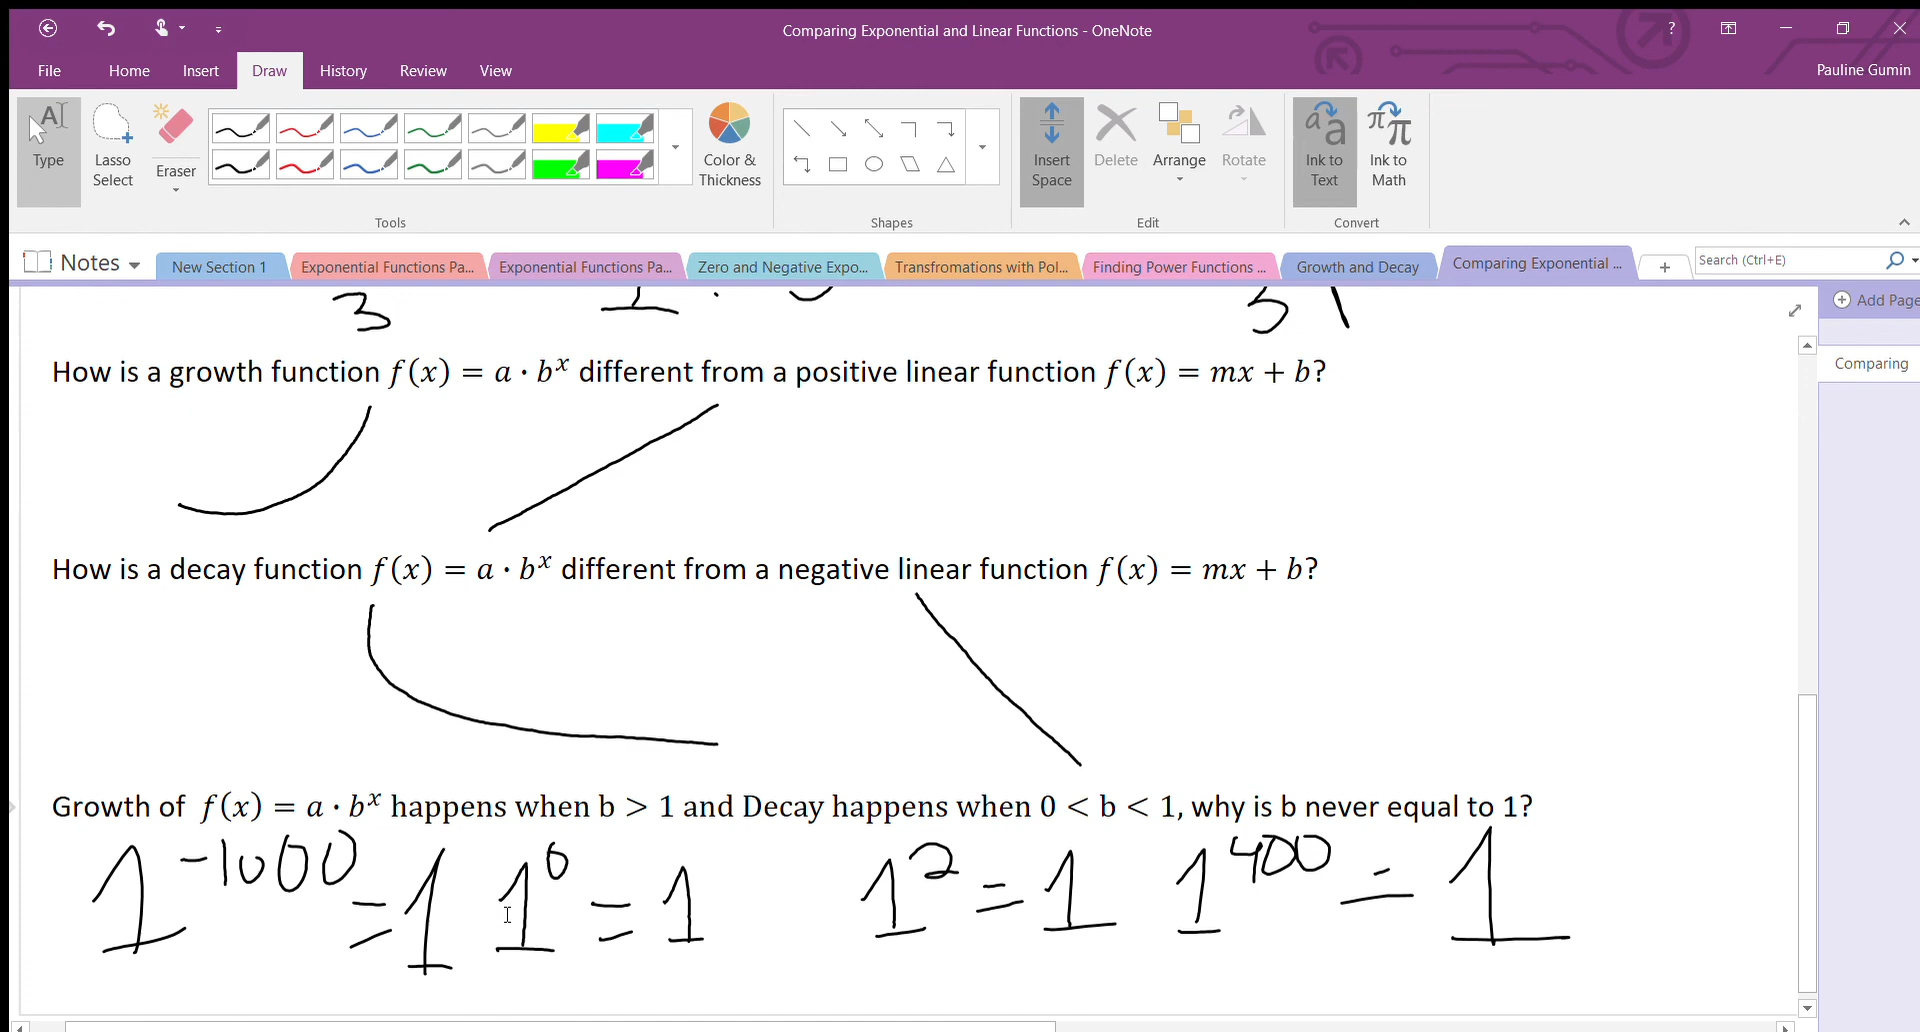 Comparing Exponential and Linear Functions - OneNote
?
Pauline Gumin
File Home Insert Draw History Review View
Type
Lasso Select
Eraser
Color & Thickness
Insert Space
Delete
Arrange
Rotate
Ink to Text
Ink to Math
Tools Shapes Edit Convert
Notes
New Section 1
Exponential Functions Pa...
Exponential Functions Pa...
Zero and Negative Expo...
Transfromations with Pol...
Finding Power Functions ...
Growth and Decay
Comparing Exponential ...
+
Search (Ctrl+E)
Add Page
Comparing
3
How is a growth function f(x) = a · b^x different from a positive linear function f(x) = mx + b?
How is a decay function f(x) = a · b^x different from a negative linear function f(x) = mx + b?
Growth of f(x) = a · b^x happens when b > 1 and Decay happens when 0 < b < 1, why is b never equal to 1?
1^-1000 = 1 1^0 = 1 1^2 = 1 1^400 = 1